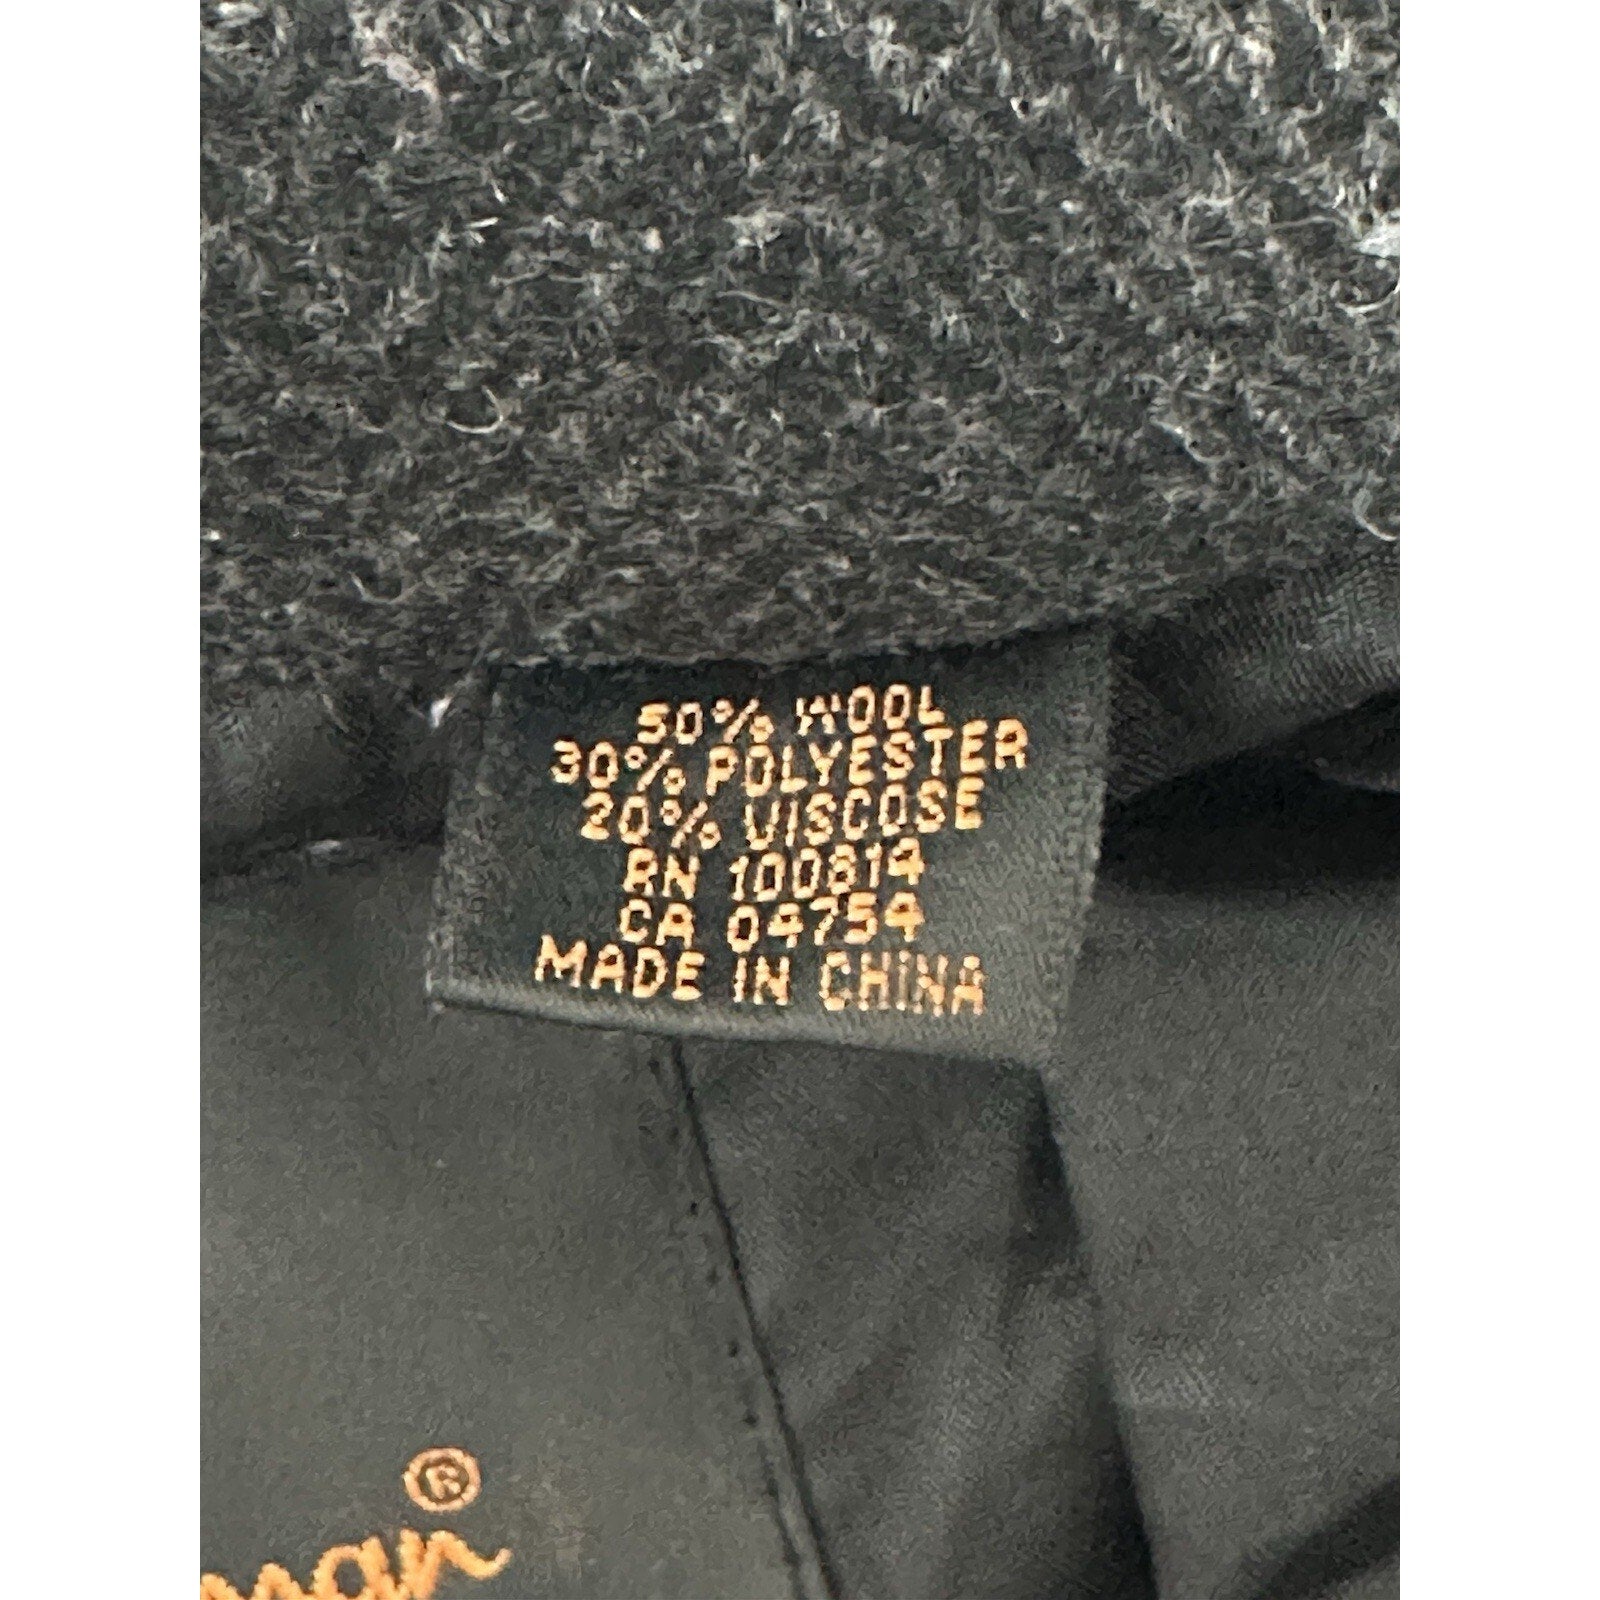 50% WOOL
30% POLYESTER
20% VISCOSE
RN 100814
CA 04754
MADE IN CHINA
®